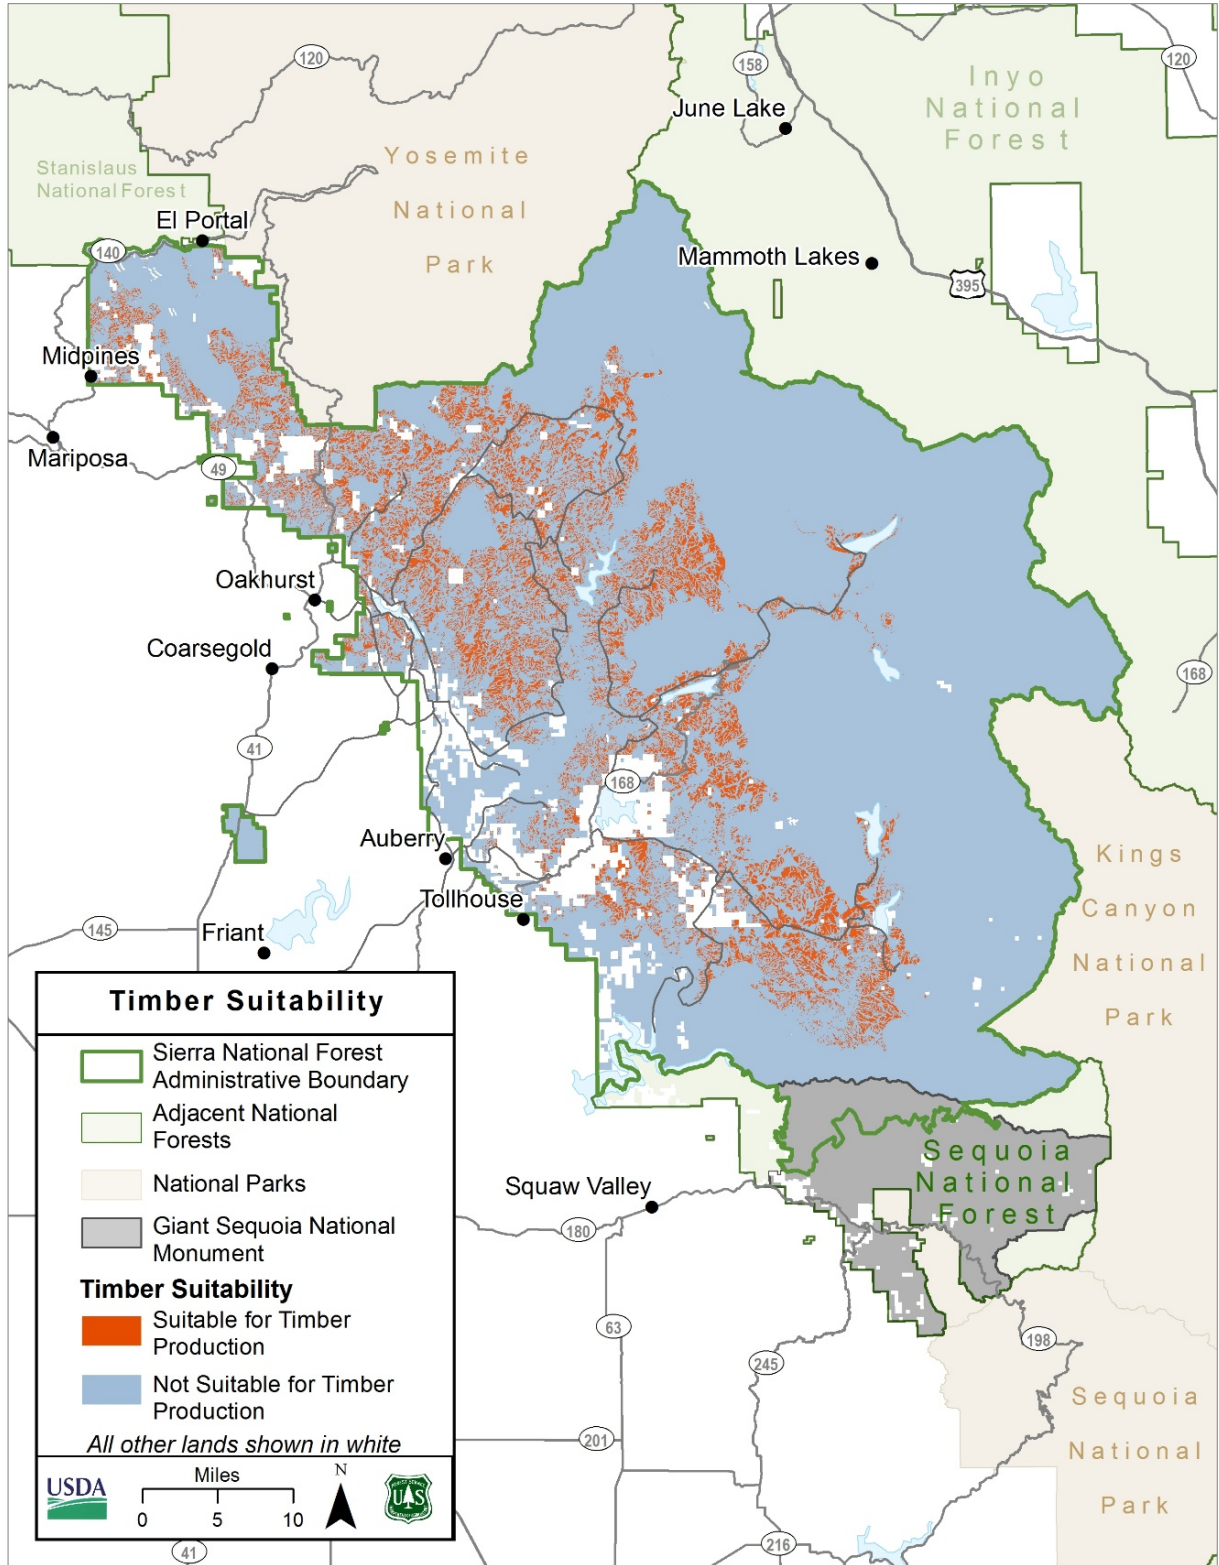 120
158
120
Inyo
National
Forest
June Lake
Yosemite
National
Park
Stanislaus
National Forest
El Portal
140
Mammoth Lakes
395
Midpines
Mariposa
49
Oakhurst
Coarsegold
168
41
168
Auberry
Tollhouse
Kings
Canyon
National
Park
145
Friant
Timber Suitability
Sierra National Forest
Administrative Boundary
Adjacent National
Forests
National Parks
Giant Sequoia National
Monument
Timber Suitability
Suitable for Timber
Production
Not Suitable for Timber
Production
All other lands shown in white
USDA
Miles
0 5 10
N
U S
Sequoia
National
Forest
Squaw Valley
180
63
198
245
Sequoia
National
Park
201
216
41